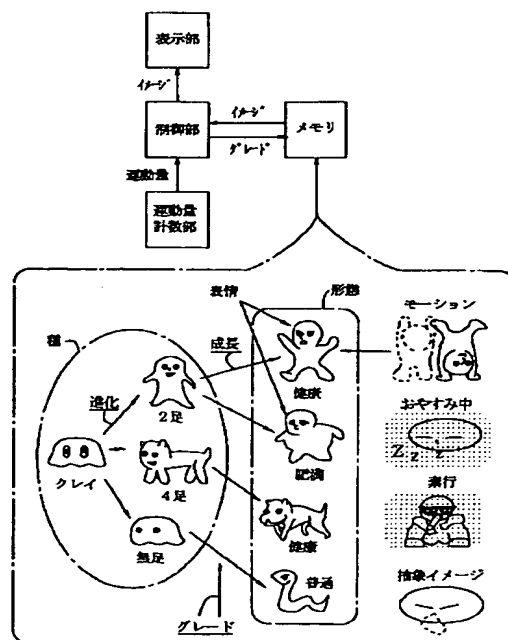 表示部
イメージ
制御部
イメージ
グレード
メモリ
運動量
運動量
計数部
表情
形態
モーション
種
成長
健康
進化
2足
おやすみ中
Zzz
クレイ
4足
肥満
素行
健康
無足
普通
抽象イメージ
グレード